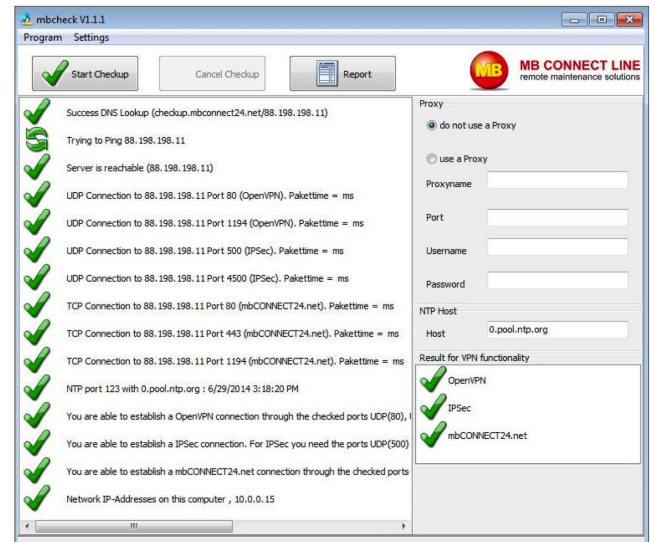 mbcheck V1.1.1
Program Settings
Start Checkup
Cancel Checkup
Report
MB
MB CONNECT LINE
remote maintenance solutions
Success DNS Lookup (checkup.mbconnect24.net/88.198.198.11)
Trying to Ping 88.198.198.11
Server is reachable (88.198.198.11)
UDP Connection to 88.198.198.11 Port 80 (OpenVPN). Pakettime = ms
UDP Connection to 88.198.198.11 Port 1194 (OpenVPN). Pakettime = ms
UDP Connection to 88.198.198.11 Port 500 (IPSec). Pakettime = ms
UDP Connection to 88.198.198.11 Port 4500 (IPSec). Pakettime = ms
TCP Connection to 88.198.198.11 Port 80 (mbCONNECT24.net). Pakettime = ms
TCP Connection to 88.198.198.11 Port 443 (mbCONNECT24.net). Pakettime = ms
TCP Connection to 88.198.198.11 Port 1194 (mbCONNECT24.net). Pakettime = ms
NTP port 123 with 0.pool.ntp.org : 6/29/2014 3:18:20 PM
You are able to establish a OpenVPN connection through the checked ports UDP(80),
You are able to establish a IPSec connection. For IPSec you need the ports UDP(500)
You are able to establish a mbCONNECT24.net connection through the checked ports
Network IP-Addresses on this computer , 10.0.0.15
Proxy
do not use a Proxy
use a Proxy
Proxyname
Port
Username
Password
NTP Host
Host
0.pool.ntp.org
Result for VPN functionality
OpenVPN
IPSec
mbCONNECT24.net